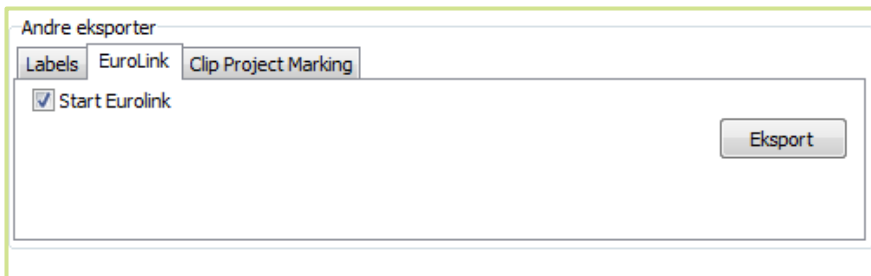 Andre eksporter
Labels EuroLink Clip Project Marking
Start Eurolink
Eksport